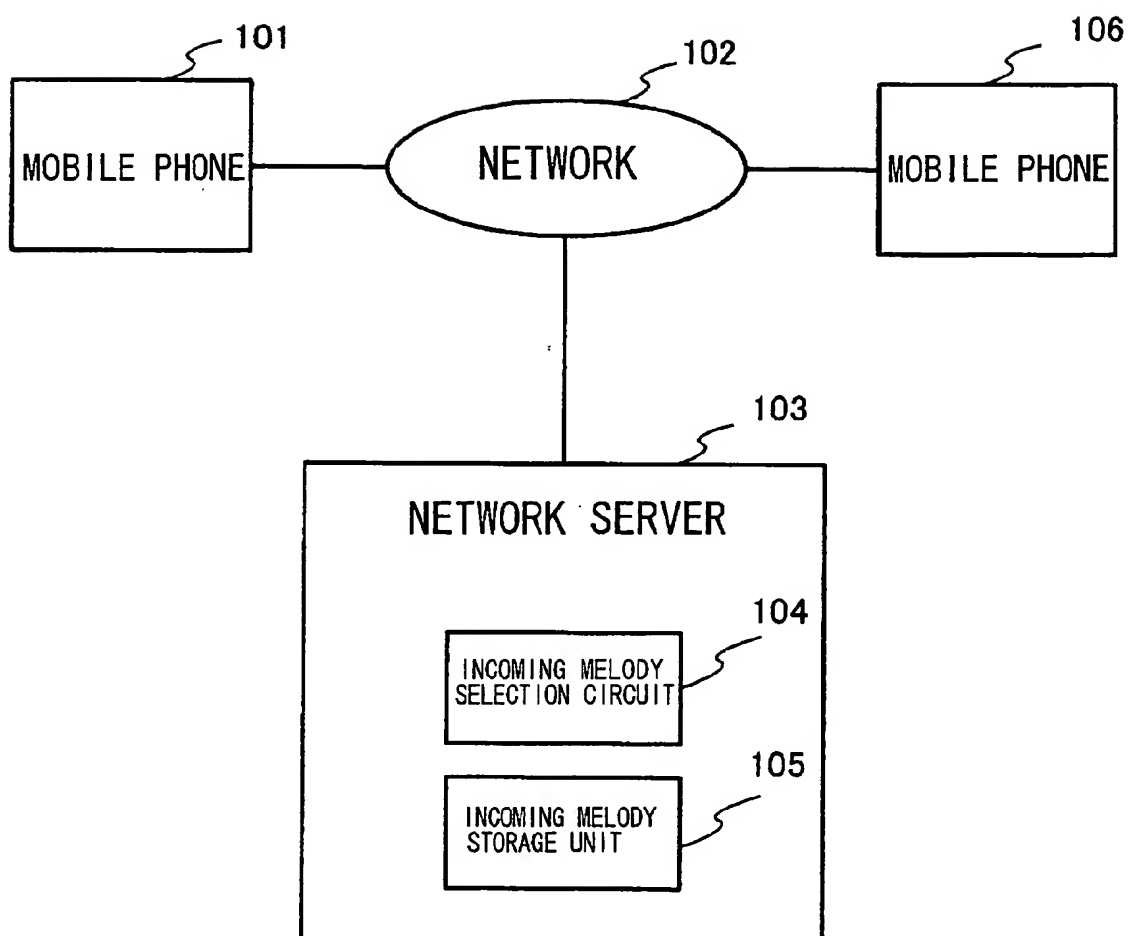 101
102
106
MOBILE PHONE
NETWORK
MOBILE PHONE
103
NETWORK SERVER
104
INCOMING MELODY
SELECTION CIRCUIT
105
INCOMING MELODY
STORAGE UNIT